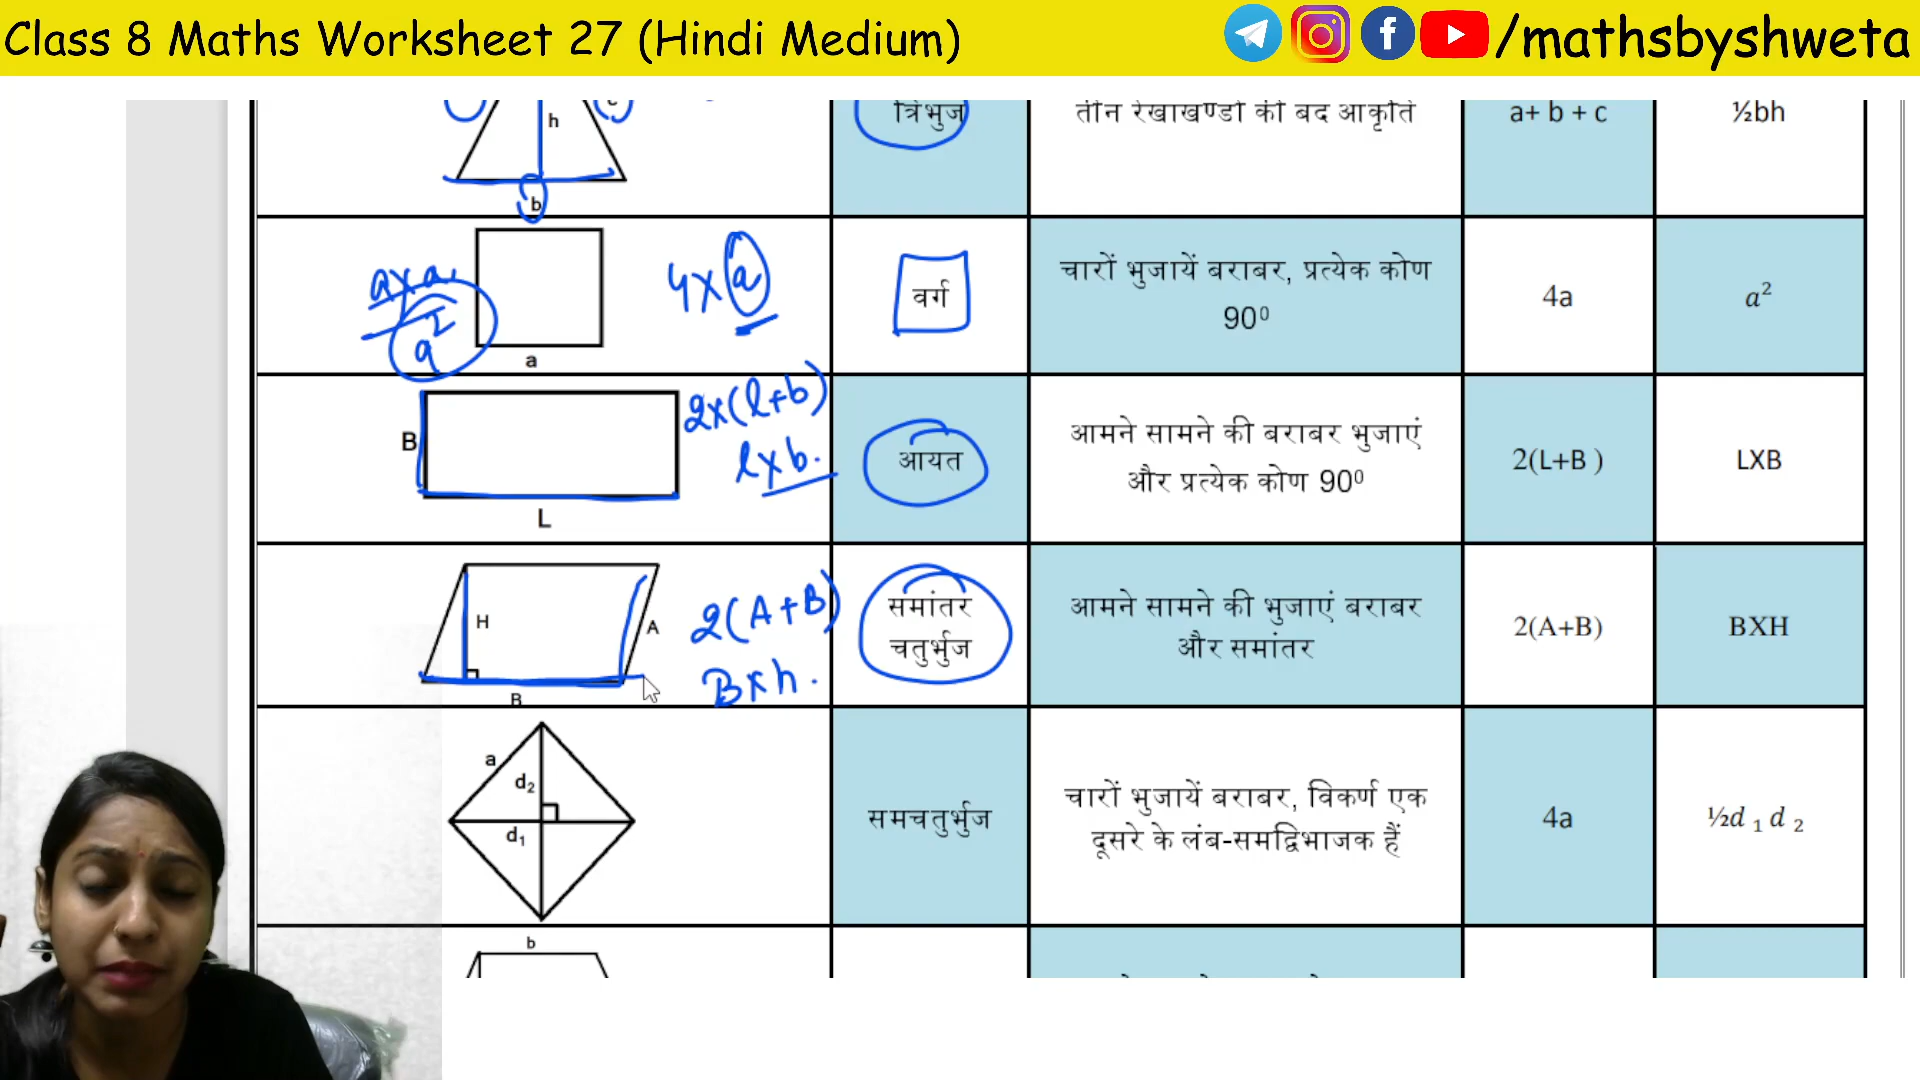 Class 8 Maths Worksheet 27 (Hindi Medium)
/mathsbyshweta
h
c
b
त्रिभुज
तीन रेखाखण्डों की बंद आकृति
a+ b + c
½bh
a×a
a²
a
4×a
वर्ग
चारों भुजायें बराबर, प्रत्येक कोण
90⁰
4a
a²
B
L
2×(l+b)
l×b.
आयत
आमने सामने की बराबर भुजाएं
और प्रत्येक कोण 90⁰
2(L+B )
LXB
H
A
B
2(A+B)
B×h.
समांतर
चतुर्भुज
आमने सामने की भुजाएं बराबर
और समांतर
2(A+B)
BXH
a
d₂
d₁
समचतुर्भुज
चारों भुजायें बराबर, विकर्ण एक
दूसरे के लंब-समद्विभाजक हैं
4a
½d ₁ d ₂
b